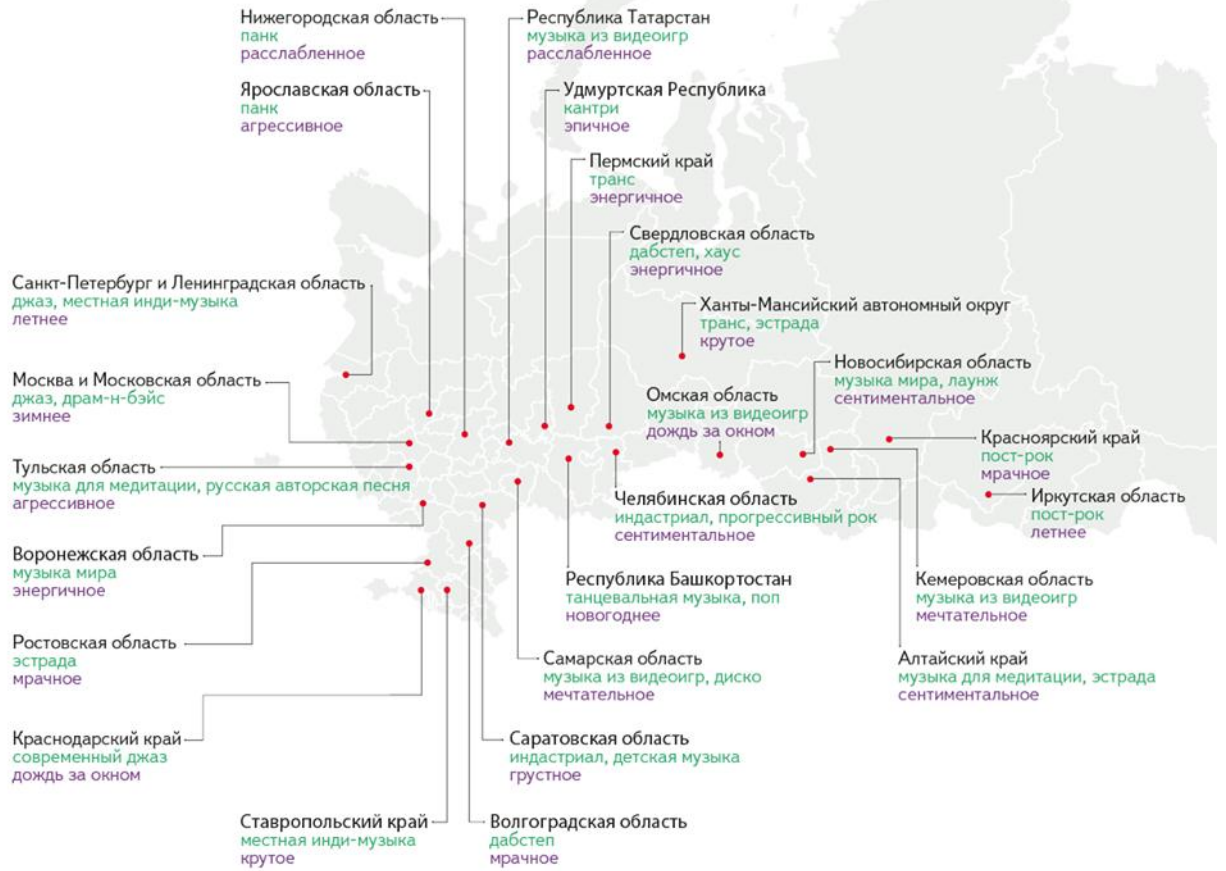 Нижегородская область
панк
расслабленное
Республика Татарстан
музыка из видеоигр
расслабленное
Ярославская область
панк
агрессивное
Удмуртская Республика
кантри
эпичное
Пермский край
транс
энергичное
Свердловская область
дабстеп, хаус
энергичное
Санкт-Петербург и Ленинградская область
джаз, местная инди-музыка
летнее
Ханты-Мансийский автономный округ
транс, эстрада
крутое
Новосибирская область
музыка мира, лаунж
сентиментальное
Москва и Московская область
джаз, драм-н-бэйс
зимнее
Омская область
музыка из видеоигр
дождь за окном
Красноярский край
пост-рок
мрачное
Тульская область
музыка для медитации, русская авторская песня
агрессивное
Челябинская область
индастриал, прогрессивный рок
сентиментальное
Иркутская область
пост-рок
летнее
Воронежская область
музыка мира
энергичное
Республика Башкортостан
танцевальная музыка, поп
новогоднее
Кемеровская область
музыка из видеоигр
мечтательное
Ростовская область
эстрада
мрачное
Самарская область
музыка из видеоигр, диско
мечтательное
Алтайский край
музыка для медитации, эстрада
сентиментальное
Краснодарский край
современный джаз
дождь за окном
Саратовская область
индастриал, детская музыка
грустное
Ставропольский край
местная инди-музыка
крутое
Волгоградская область
дабстеп
мрачное